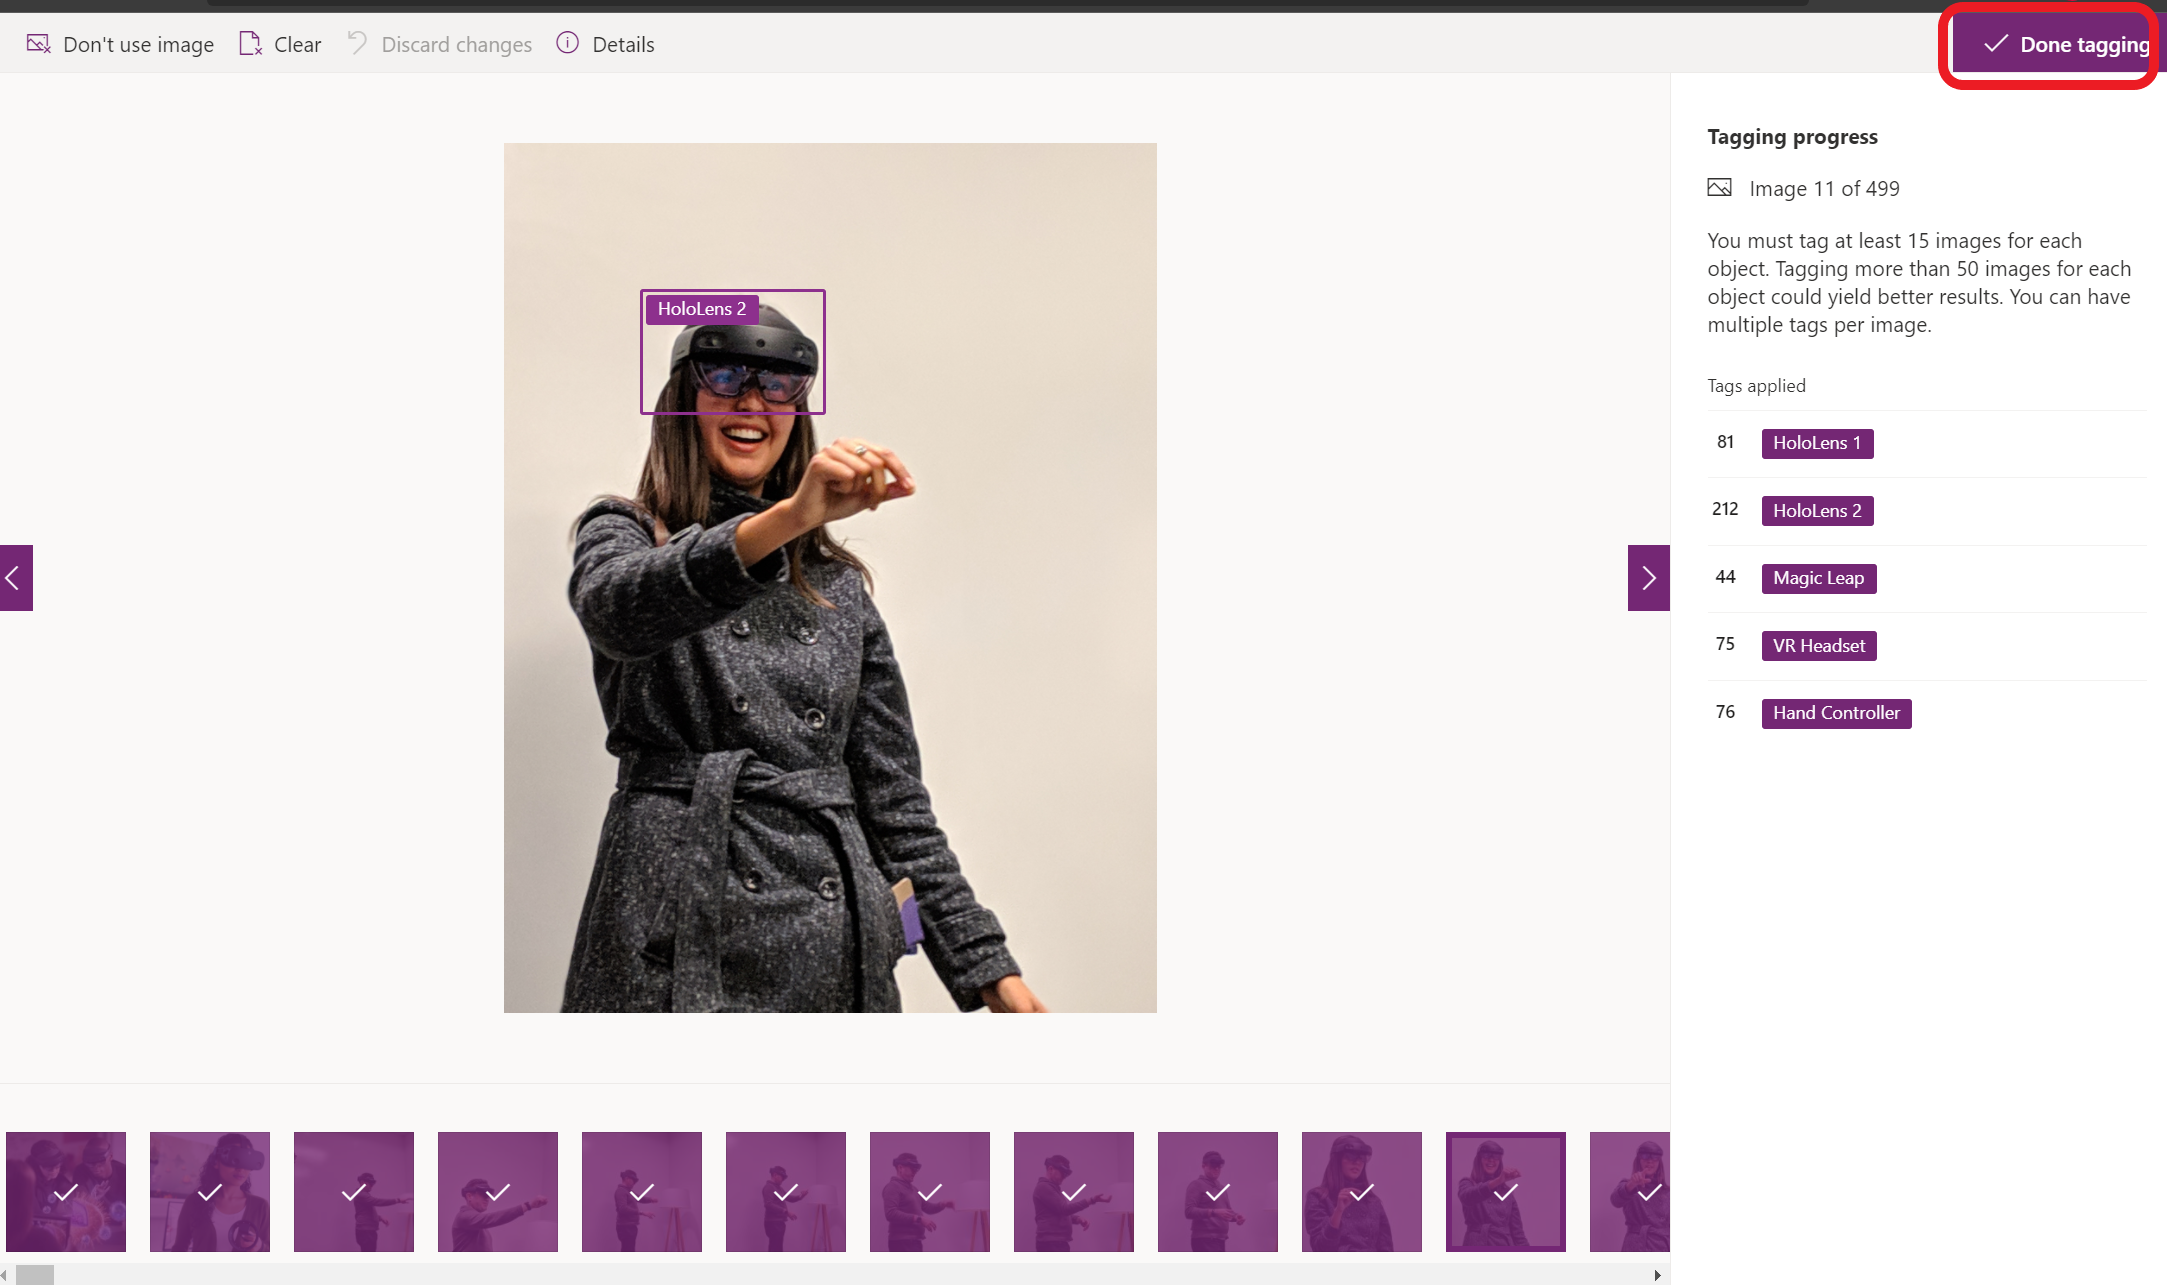 Don't use image
Clear
Discard changes
Details
Done tagging
Tagging progress
Image 11 of 499
You must tag at least 15 images for each
object. Tagging more than 50 images for each
object could yield better results. You can have
multiple tags per image.
Tags applied
81 HoloLens 1
212 HoloLens 2
44 Magic Leap
75 VR Headset
76 Hand Controller
HoloLens 2